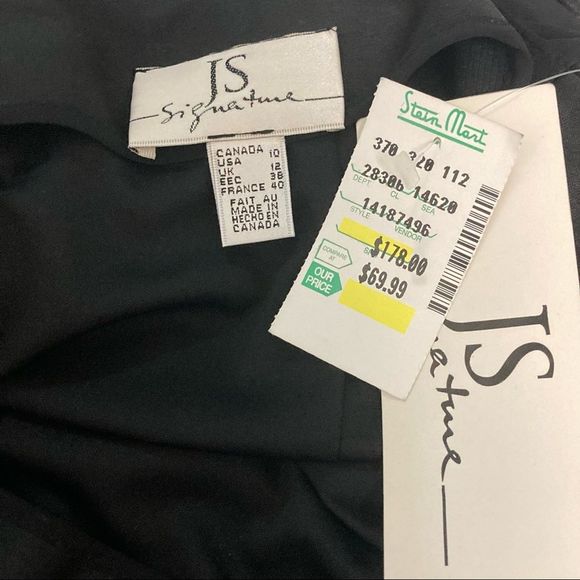 JS
Signature
CANADA 10
USA
UK 12
EEC 38
FRANCE 40
FAIT AU
MADE IN
HECHO EN
CANADA
Stein Mart
370 320 112
28306 14620
DEPT. CL SEA
14187496
STYLE VENDOR
$178.00
COMPARE AT
$69.99
OUR PRICE
JS
ature